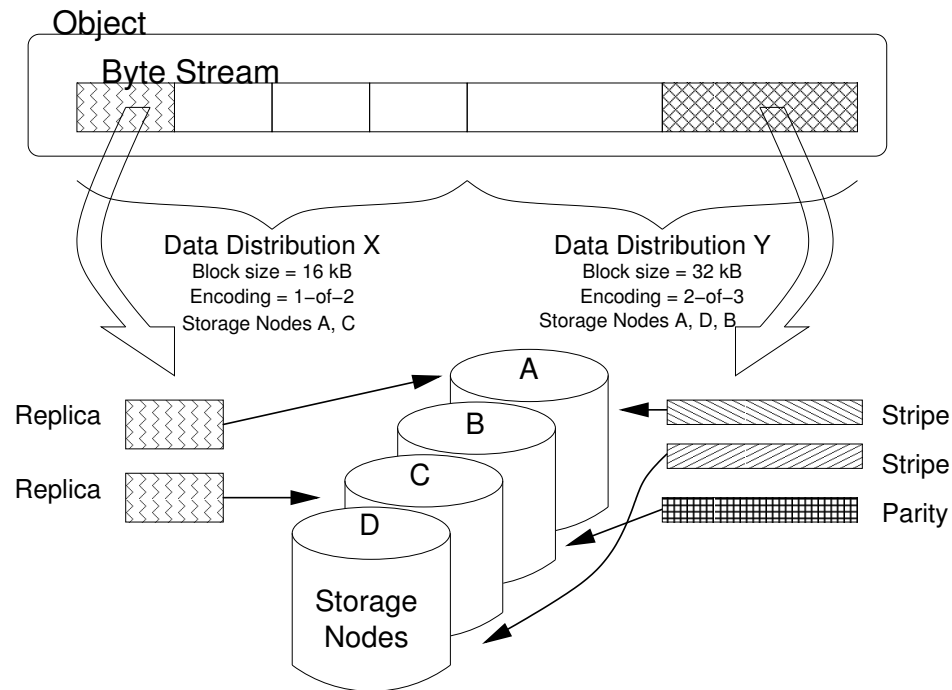 Object
Byte Stream
Data Distribution X
Block size = 16 kB
Encoding = 1−of−2
Storage Nodes A, C
Data Distribution Y
Block size = 32 kB
Encoding = 2−of−3
Storage Nodes A, D, B
Replica
Replica
A
B
C
D
Storage
Nodes
Stripe
Stripe
Parity